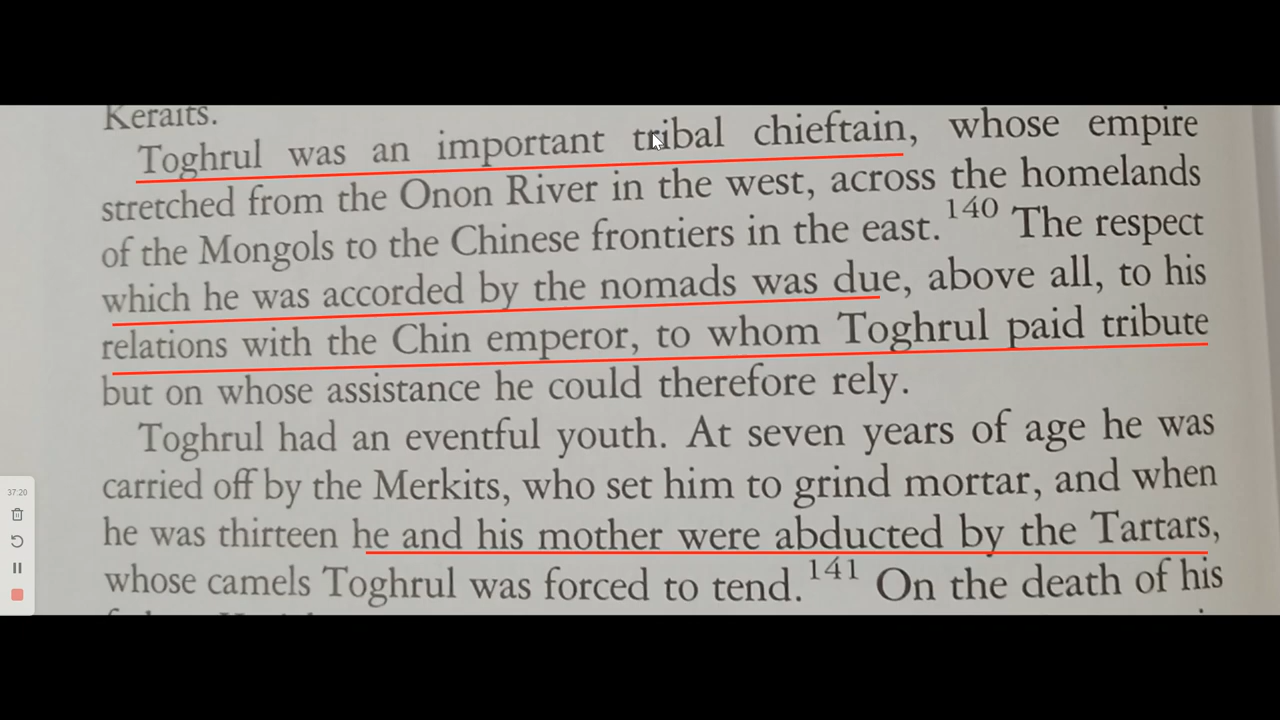 Keraits.
Toghrul was an important tribal chieftain, whose empire
stretched from the Onon River in the west, across the homelands
of the Mongols to the Chinese frontiers in the east.140 The respect
which he was accorded by the nomads was due, above all, to his
relations with the Chin emperor, to whom Toghrul paid tribute
but on whose assistance he could therefore rely.
Toghrul had an eventful youth. At seven years of age he was
carried off by the Merkits, who set him to grind mortar, and when
he was thirteen he and his mother were abducted by the Tartars,
whose camels Toghrul was forced to tend.141 On the death of his
37:20